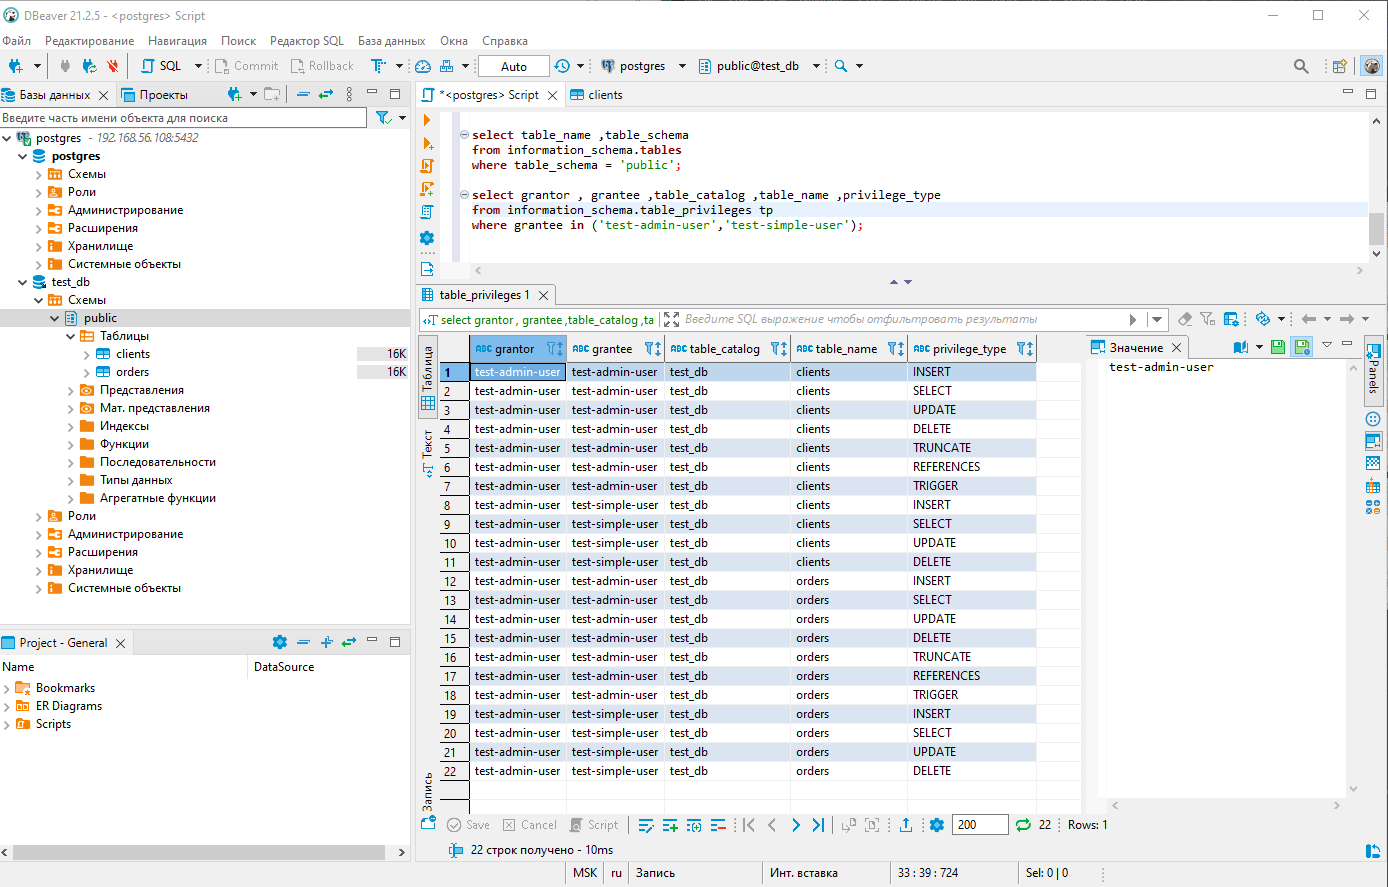 DBeaver 21.2.5 - <postgres> Script
Файл Редактирование Навигация Поиск Редактор SQL База данных Окна Справка
SQL Commit Rollback Auto postgres public@test_db
Базы данных Проекты
Введите часть имени объекта для поиска
postgres - 192.168.56.108:5432
postgres
Схемы
Роли
Администрирование
Расширения
Хранилище
Системные объекты
test_db
Схемы
public
Таблицы
clients 16K
orders 16K
Представления
Мат. представления
Индексы
Функции
Последовательности
Типы данных
Агрегатные функции
Роли
Администрирование
Расширения
Хранилище
Системные объекты
Project - General
Name DataSource
Bookmarks
ER Diagrams
Scripts
*<postgres> Script clients
select table_name ,table_schema
from information_schema.tables
where table_schema = 'public';
select grantor , grantee ,table_catalog ,table_name ,privilege_type
from information_schema.table_privileges tp
where grantee in ('test-admin-user','test-simple-user');
table_privileges 1
select grantor , grantee ,table_catalog ,ta Введите SQL выражение чтобы отфильтровать результаты
Таблица
Текст
Запись
ABC grantor ABC grantee ABC table_catalog ABC table_name ABC privilege_type
1 test-admin-user test-admin-user test_db clients INSERT
2 test-admin-user test-admin-user test_db clients SELECT
3 test-admin-user test-admin-user test_db clients UPDATE
4 test-admin-user test-admin-user test_db clients DELETE
5 test-admin-user test-admin-user test_db clients TRUNCATE
6 test-admin-user test-admin-user test_db clients REFERENCES
7 test-admin-user test-admin-user test_db clients TRIGGER
8 test-admin-user test-simple-user test_db clients INSERT
9 test-admin-user test-simple-user test_db clients SELECT
10 test-admin-user test-simple-user test_db clients UPDATE
11 test-admin-user test-simple-user test_db clients DELETE
12 test-admin-user test-admin-user test_db orders INSERT
13 test-admin-user test-admin-user test_db orders SELECT
14 test-admin-user test-admin-user test_db orders UPDATE
15 test-admin-user test-admin-user test_db orders DELETE
16 test-admin-user test-admin-user test_db orders TRUNCATE
17 test-admin-user test-admin-user test_db orders REFERENCES
18 test-admin-user test-admin-user test_db orders TRIGGER
19 test-admin-user test-simple-user test_db orders INSERT
20 test-admin-user test-simple-user test_db orders SELECT
21 test-admin-user test-simple-user test_db orders UPDATE
22 test-admin-user test-simple-user test_db orders DELETE
Значение
test-admin-user
Panels
Save Cancel Script 200 22 Rows: 1
22 строк получено - 10ms
MSK ru Запись Инт. вставка 33 : 39 : 724 Sel: 0 | 0